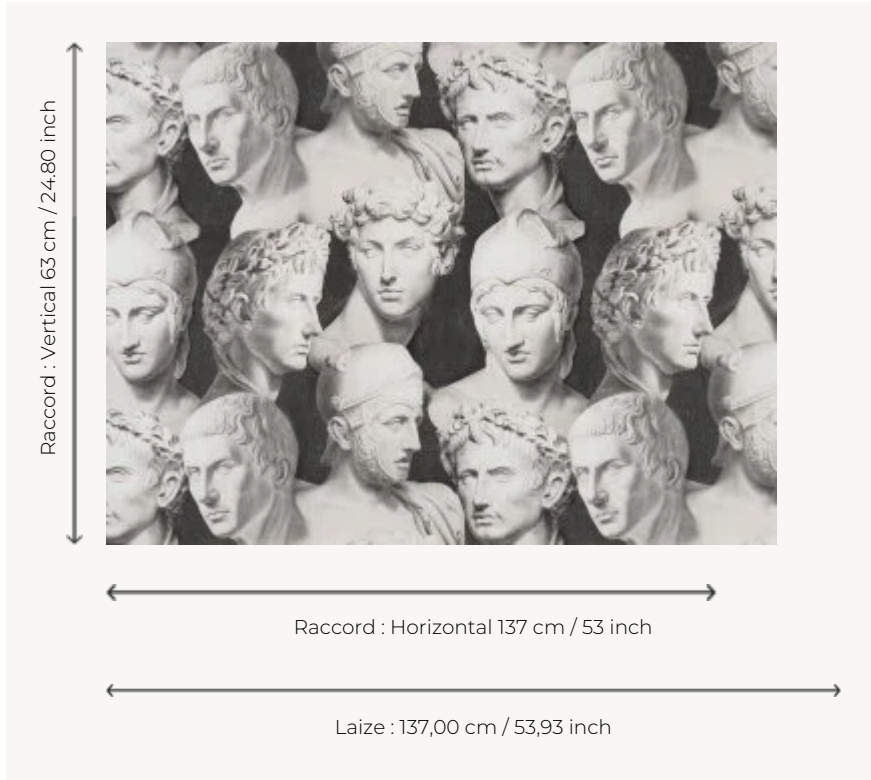 Raccord : Vertical 63 cm / 24.80 inch
Raccord : Horizontal 137 cm / 53 inch
Laize : 137,00 cm / 53,93 inch